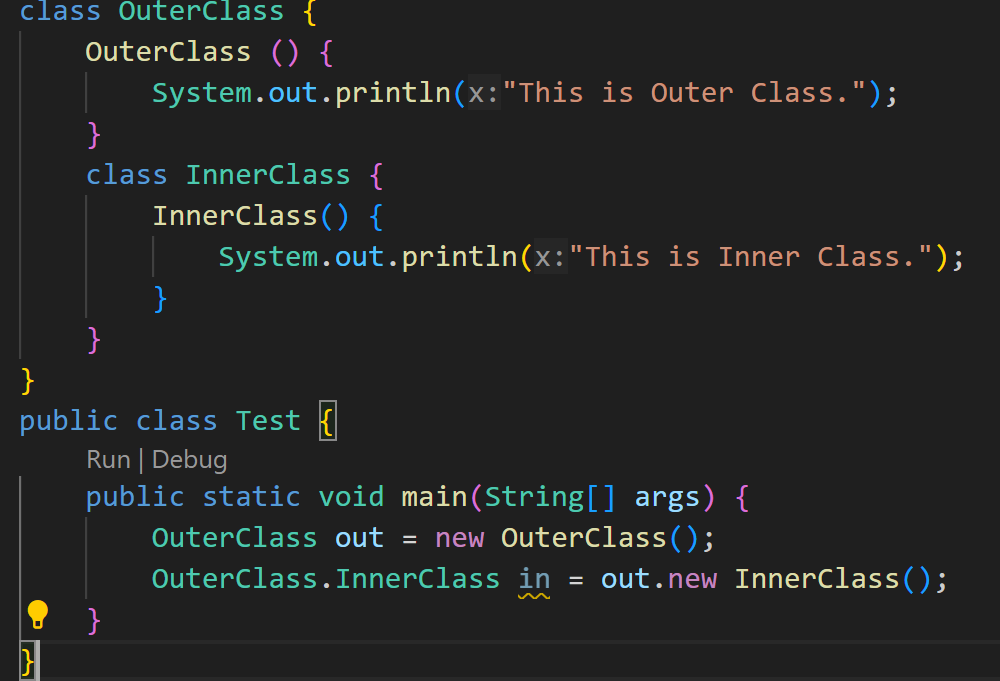 class OuterClass {
OuterClass () {
System.out.println(x:"This is Outer Class.");
}
class InnerClass {
InnerClass() {
System.out.println(x:"This is Inner Class.");
}
}
}
public class Test {
Run | Debug
public static void main(String[] args) {
OuterClass out = new OuterClass();
OuterClass.InnerClass in = out.new InnerClass();
}
}